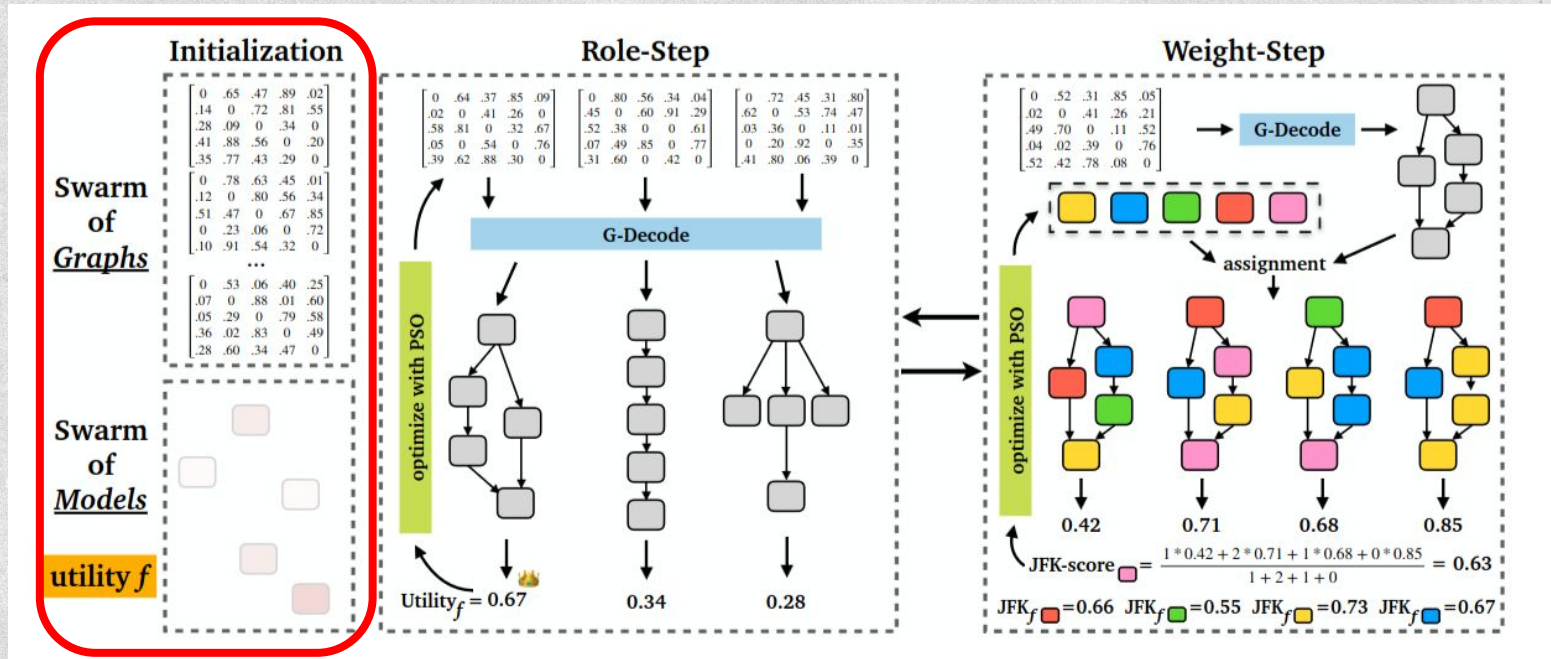 Initialization
Swarm
of
Graphs
0 .65 .47 .89 .02
.14 0 .72 .81 .55
.28 .09 0 .34 0
.41 .88 .56 0 .20
.35 .77 .43 .29 0
0 .78 .63 .45 .01
.12 0 .80 .56 .34
.51 .47 0 .67 .85
0 .23 .06 0 .72
.10 .91 .54 .32 0
...
0 .53 .06 .40 .25
.07 0 .88 .01 .60
.05 .29 0 .79 .58
.36 .02 .83 0 .49
.28 .60 .34 .47 0
Swarm
of
Models
utility f
Role-Step
0 .64 .37 .85 .09
.02 0 .41 .26 0
.58 .81 0 .32 .67
.05 0 .54 0 .76
.39 .62 .88 .30 0
0 .80 .56 .34 .04
.45 0 .60 .91 .29
.52 .38 0 0 .61
.07 .49 .85 0 .77
.31 .60 0 .42 0
0 .72 .45 .31 .80
.62 0 .53 .74 .47
.03 .36 0 .11 .01
0 .20 .92 0 .35
.41 .80 .06 .39 0
G-Decode
optimize with PSO
Utility f = 0.67
0.34
0.28
Weight-Step
0 .52 .31 .85 .05
.02 0 .41 .26 .21
.49 .70 0 .11 .52
.04 .02 .39 0 .76
.52 .42 .78 .08 0
G-Decode
assignment
optimize with PSO
0.42 0.71 0.68 0.85
JFK-score = 1 * 0.42 + 2 * 0.71 + 1 * 0.68 + 0 * 0.85 / 1 + 2 + 1 + 0 = 0.63
JFK f =0.66 JFK f =0.55 JFK f =0.73 JFK f =0.67